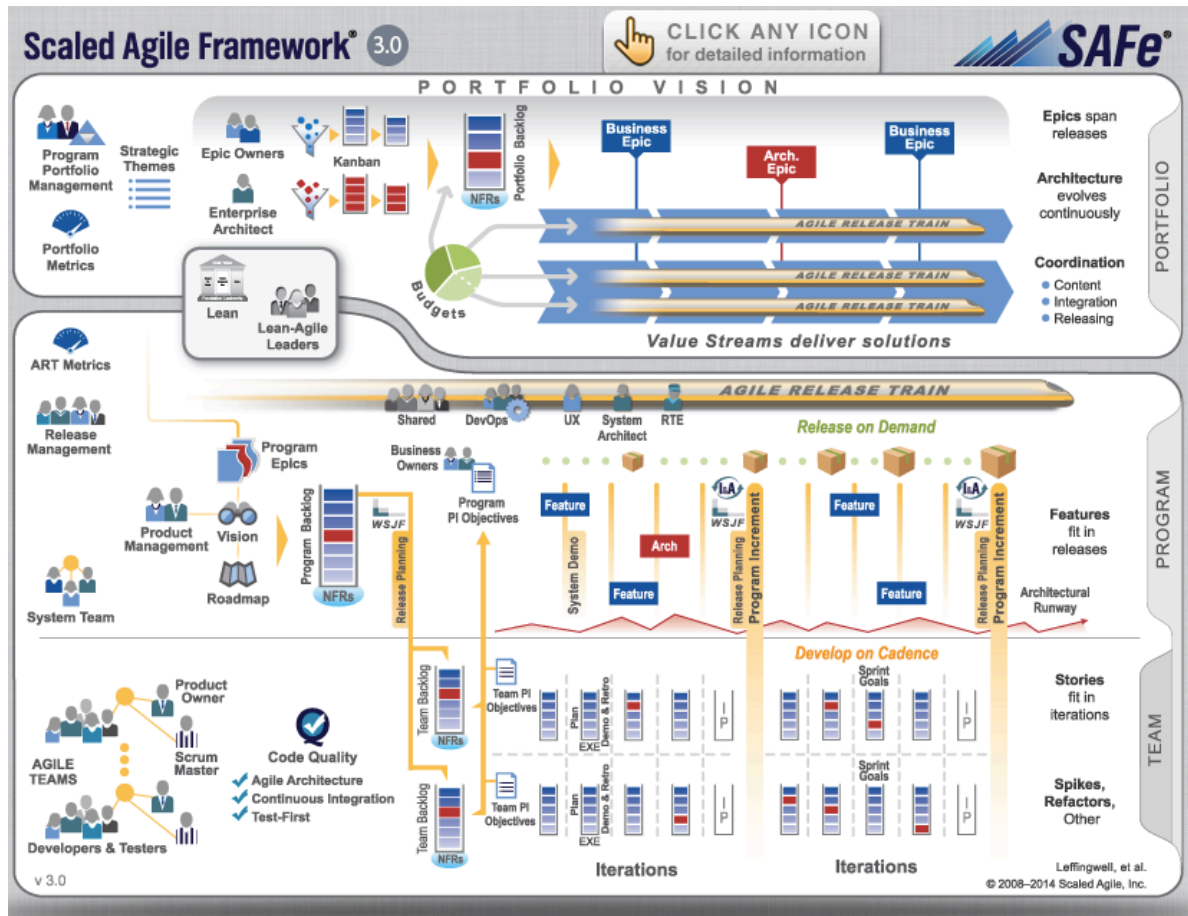 Scaled Agile Framework® 3.0
CLICK ANY ICON
for detailed information
SAFe®
PORTFOLIO VISION
Program
Portfolio
Management
Strategic
Themes
Portfolio
Metrics
Epic Owners
Enterprise
Architect
Kanban
Portfolio Backlog
NFRs
Business
Epic
Arch.
Epic
Business
Epic
AGILE RELEASE TRAIN
AGILE RELEASE TRAIN
AGILE RELEASE TRAIN
Budgets
Value Streams deliver solutions
Epics span
releases
Architecture
evolves
continuously
Coordination
Content
Integration
Releasing
PORTFOLIO
Lean
Lean-Agile
Leaders
ART Metrics
Release
Management
System Team
AGILE RELEASE TRAIN
Shared
DevOps
UX
System
Architect
RTE
Release on Demand
Program
Epics
Product
Management
Vision
Roadmap
Program Backlog
NFRs
WSJF
Release Planning
Business
Owners
Program
PI Objectives
Feature
System Demo
Feature
Arch
I&A
WSJF
Release Planning
Program Increment
Feature
Feature
I&A
WSJF
Release Planning
Program Increment
Features
fit in
releases
Architectural
Runway
PROGRAM
Develop on Cadence
AGILE
TEAMS
Product
Owner
Scrum
Master
Developers & Testers
Code Quality
Agile Architecture
Continuous Integration
Test-First
Team Backlog
NFRs
Team PI
Objectives
Plan
EXE
Demo & Retro
I
P
Sprint
Goals
I
P
Team Backlog
NFRs
Team PI
Objectives
Plan
EXE
Demo & Retro
I
P
Sprint
Goals
I
P
Iterations
Iterations
Stories
fit in
iterations
Spikes,
Refactors,
Other
TEAM
v 3.0
Leffingwell, et al.
© 2008–2014 Scaled Agile, Inc.